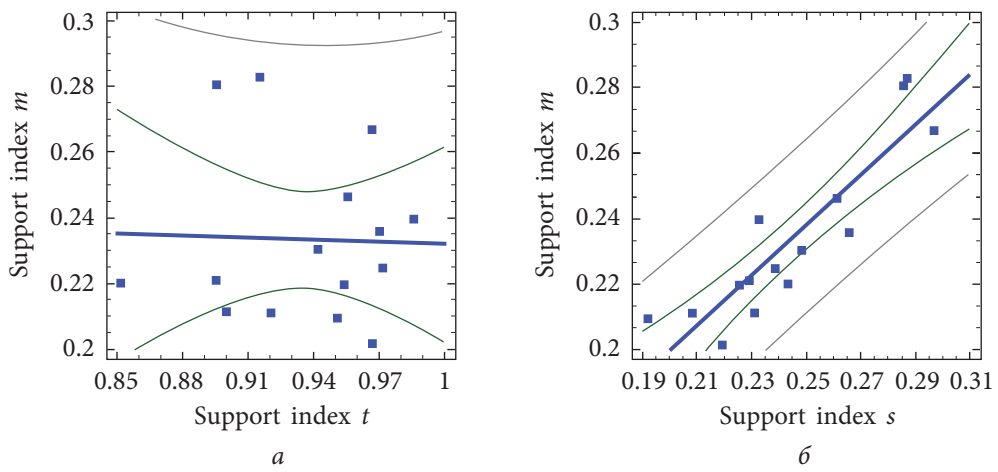 0.3
0.28
0.26
0.24
0.22
0.2
Support index m
0.85 0.88 0.91 0.94 0.97 1
Support index t
а
0.3
0.28
0.26
0.24
0.22
0.2
Support index m
0.19 0.21 0.23 0.25 0.27 0.29 0.31
Support index s
б